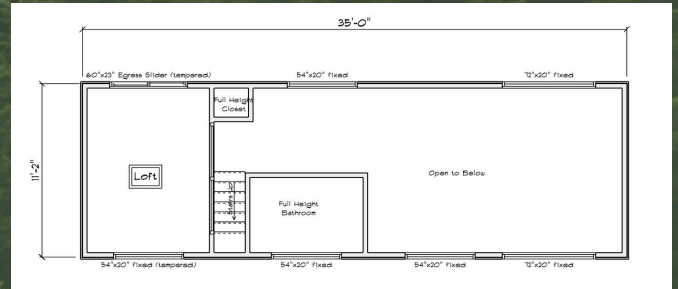 35'-0"
60"x23" Egress Slider (tempered)
54"x20" fixed
72"x20" fixed
Full Height
Closet
11'-2"
Loft
Open to Below
Stairs Up
Full Height
Bathroom
54"x20" fixed (tempered)
54"x20" fixed
54"x20" fixed
72"x20" fixed